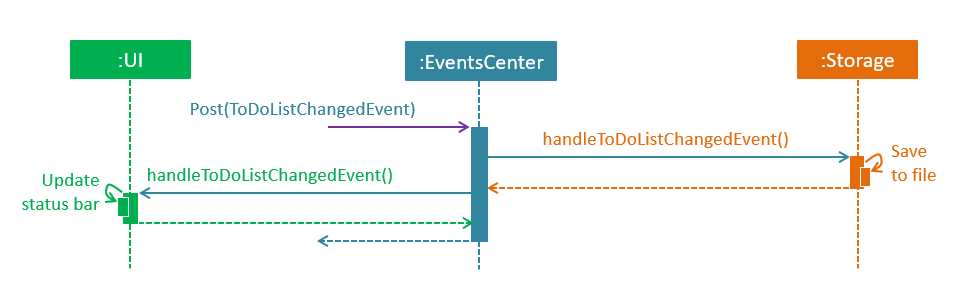 :UI
:EventsCenter
:Storage
Post(ToDoListChangedEvent)
handleToDoListChangedEvent()
Save
to file
handleToDoListChangedEvent()
Update
status bar